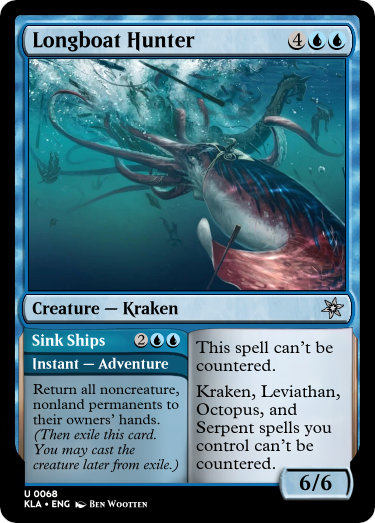 Longboat Hunter 4
Creature — Kraken
Sink Ships 2
Instant — Adventure
Return all noncreature,
nonland permanents to
their owners' hands.
(Then exile this card.
You may cast the
creature later from exile.)
This spell can't be
countered.
Kraken, Leviathan,
Octopus, and
Serpent spells you
control can't be
countered.
6/6
U 0068
KLA • ENG Ben Wootten